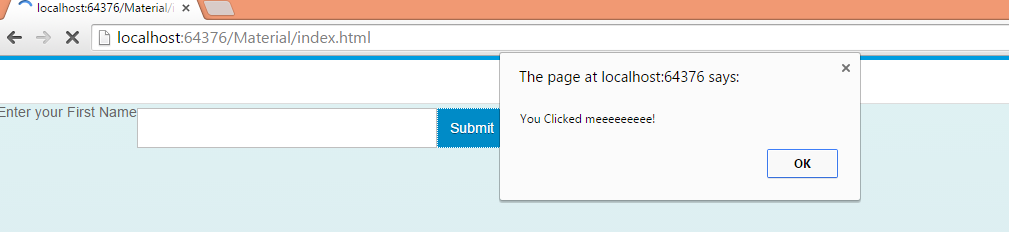 localhost:64376/Material/i
localhost:64376/Material/index.html
The page at localhost:64376 says:
You Clicked meeeeeeeee!
OK
Enter your First Name
Submit